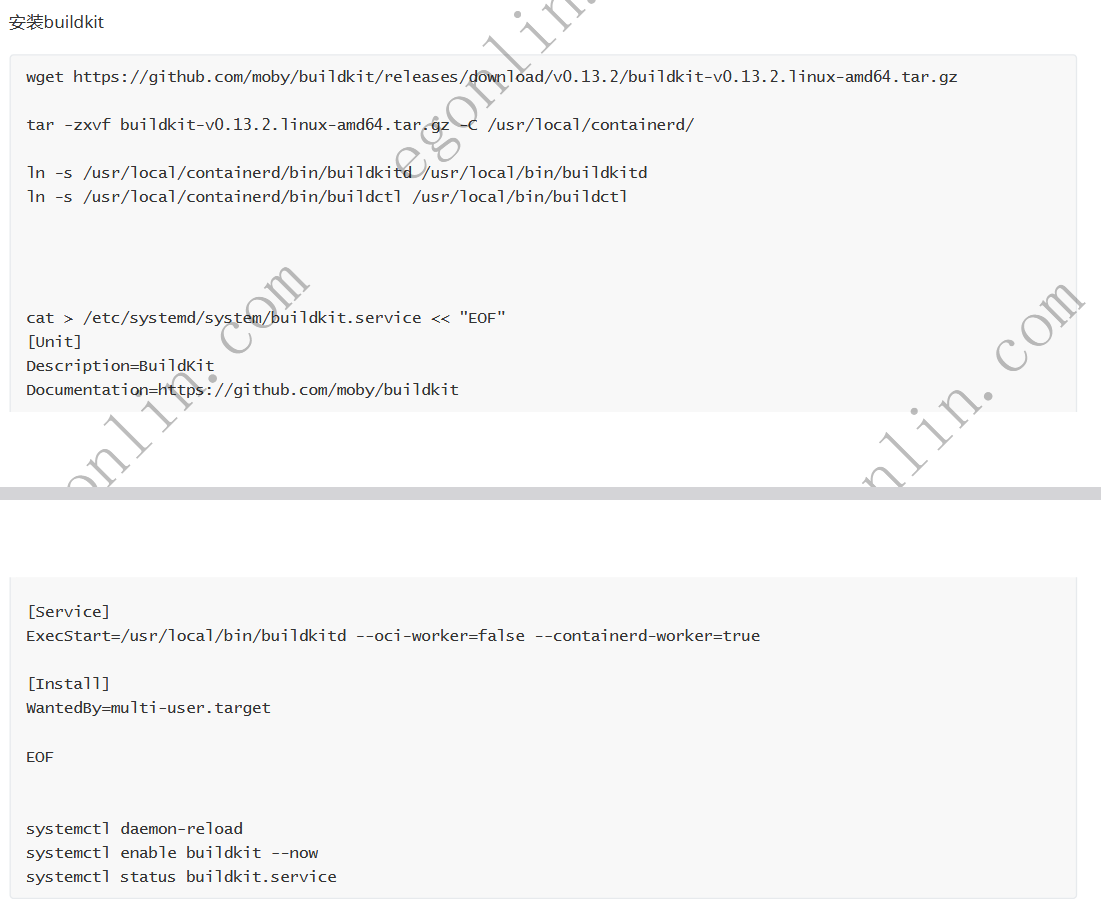 安装buildkit
wget https://github.com/moby/buildkit/releases/download/v0.13.2/buildkit-v0.13.2.linux-amd64.tar.gz
tar -zxvf buildkit-v0.13.2.linux-amd64.tar.gz -C /usr/local/containerd/
ln -s /usr/local/containerd/bin/buildkitd /usr/local/bin/buildkitd
ln -s /usr/local/containerd/bin/buildctl /usr/local/bin/buildctl
cat > /etc/systemd/system/buildkit.service << "EOF"
[Unit]
Description=BuildKit
Documentation=https://github.com/moby/buildkit
[Service]
ExecStart=/usr/local/bin/buildkitd --oci-worker=false --containerd-worker=true
[Install]
WantedBy=multi-user.target
EOF
systemctl daemon-reload
systemctl enable buildkit --now
systemctl status buildkit.service
egonlin.
onlin.com
nlin.com